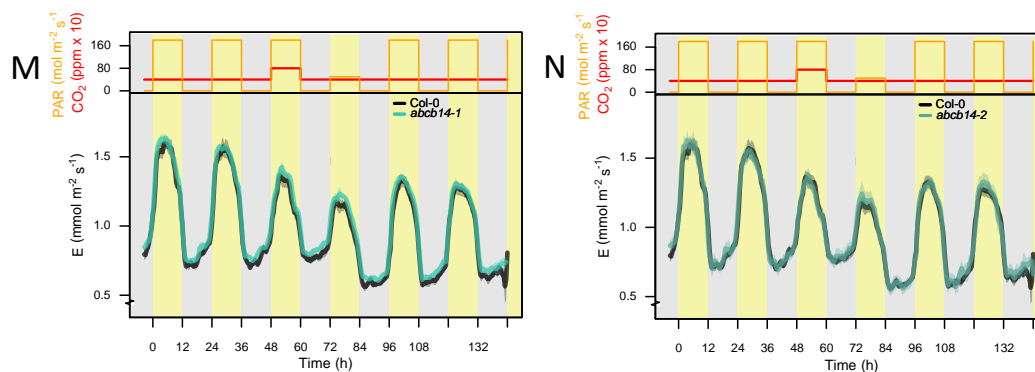 M
PAR (mol m⁻² s⁻¹)
CO₂ (ppm x 10)
160
80
0
Col-0
abcb14-1
E (mmol m⁻² s⁻¹)
1.5
1.0
0.5
0 12 24 36 48 60 72 84 96 108 132
Time (h)
N
PAR (mol m⁻² s⁻¹)
CO₂ (ppm x 10)
160
80
0
Col-0
abcb14-2
E (mmol m⁻² s⁻¹)
1.5
1.0
0.5
0 12 24 36 48 60 72 84 96 108 132
Time (h)